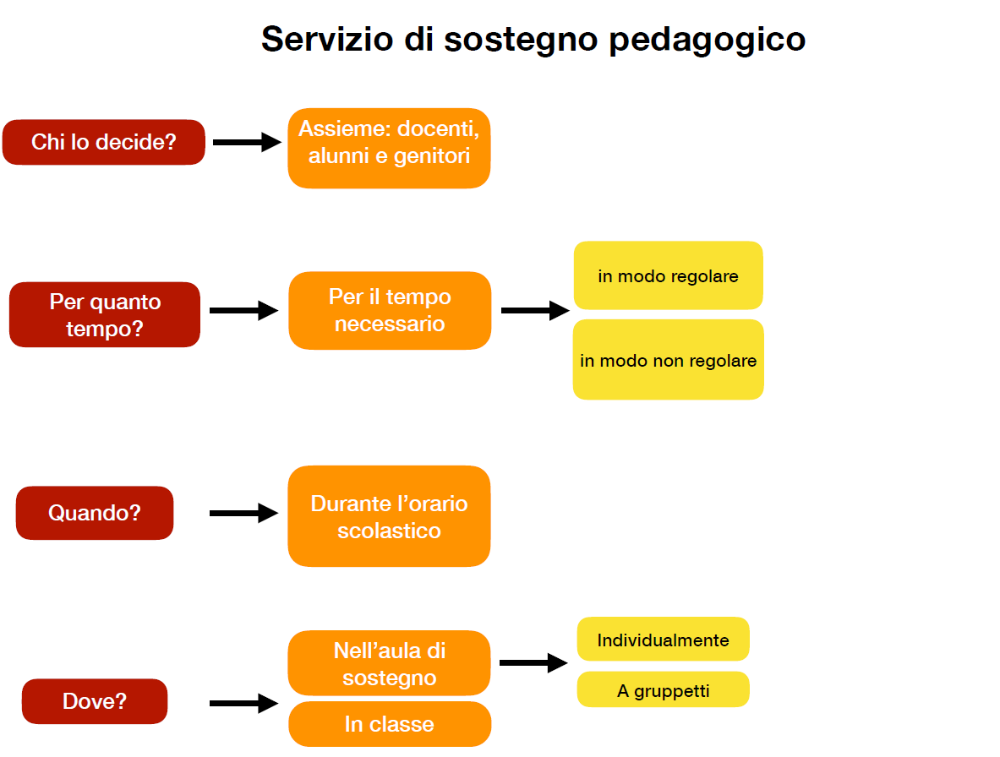 Servizio di sostegno pedagogico
Chi lo decide?
Assieme: docenti,
alunni e genitori
Per quanto
tempo?
Per il tempo
necessario
in modo regolare
in modo non regolare
Quando?
Durante l’orario
scolastico
Dove?
Nell’aula di
sostegno
In classe
Individualmente
A gruppetti